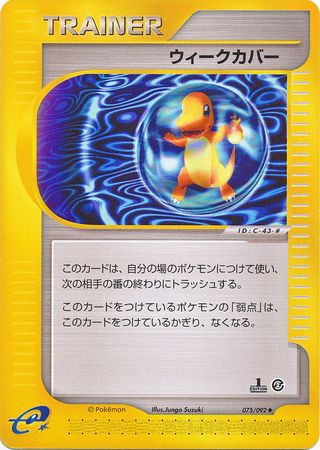 TRAINER
ウィークカバー
ID:C-43-#
このカードは、自分の場のポケモンにつけて使い、
次の相手の番の終わりにトラッシュする。
このカードをつけているポケモンの「弱点」は、
このカードをつけているかぎり、なくなる。
1
EDITION
e
© Pokémon
Illus.Jungo Suzuki
075/092◆